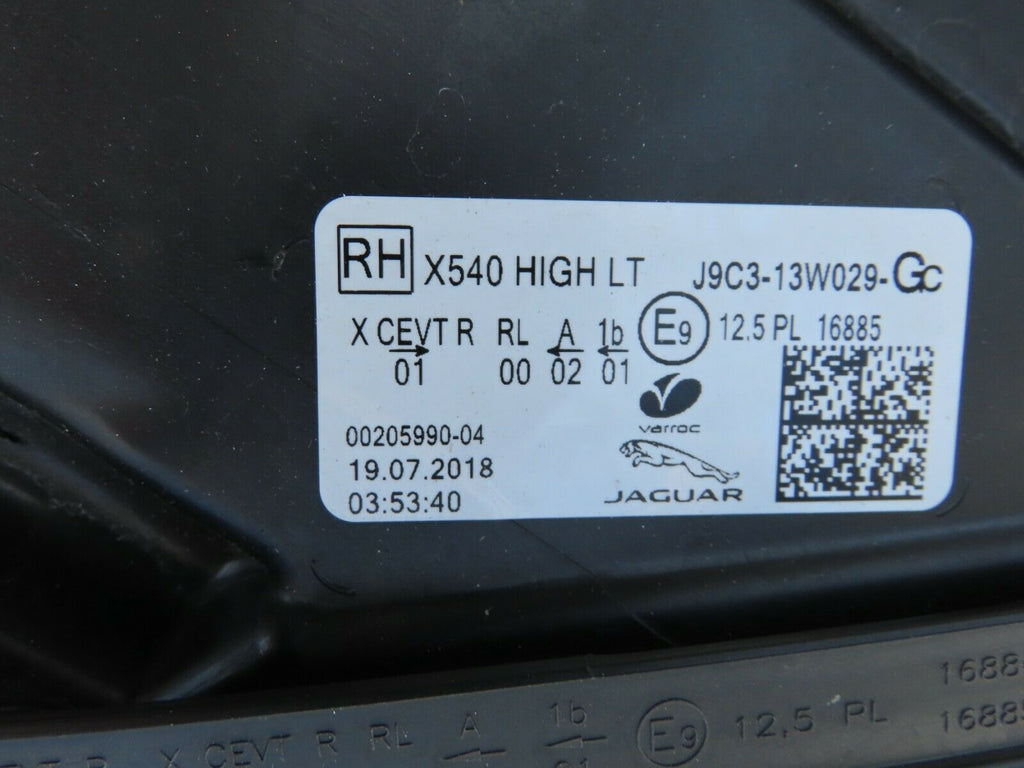 RH X540 HIGH LT J9C3-13W029-Gc
X CEVT R RL A 1b E9 12.5 PL 16885
01 00 02 01
varroc
00205990-04
19.07.2018
03:53:40
JAGUAR
1688
X CEVT R RL A 1b E9 12,5 PL 16885